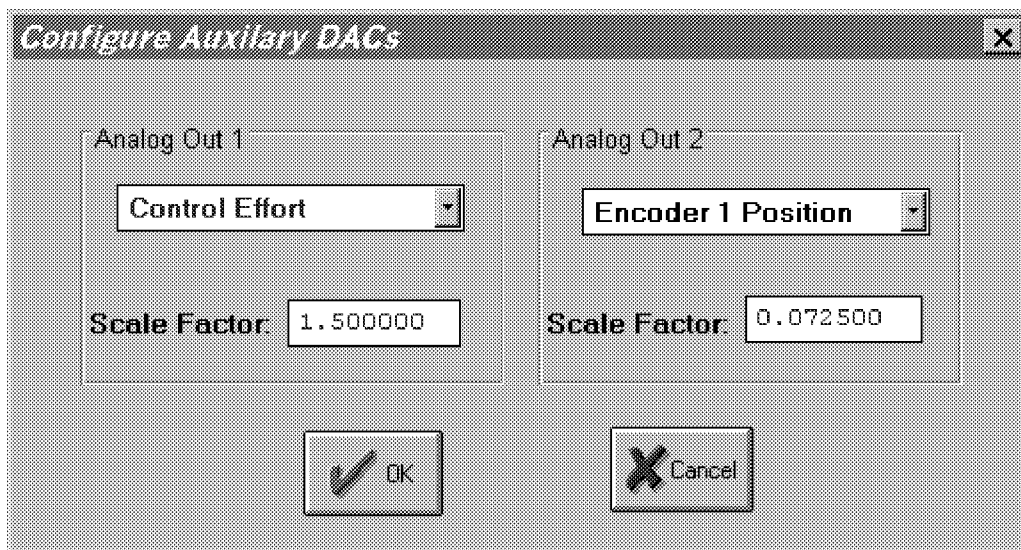 Configure Auxilary DACs
Analog Out 1
Control Effort
Scale Factor: 1.500000
Analog Out 2
Encoder 1 Position
Scale Factor: 0.072500
OK
Cancel